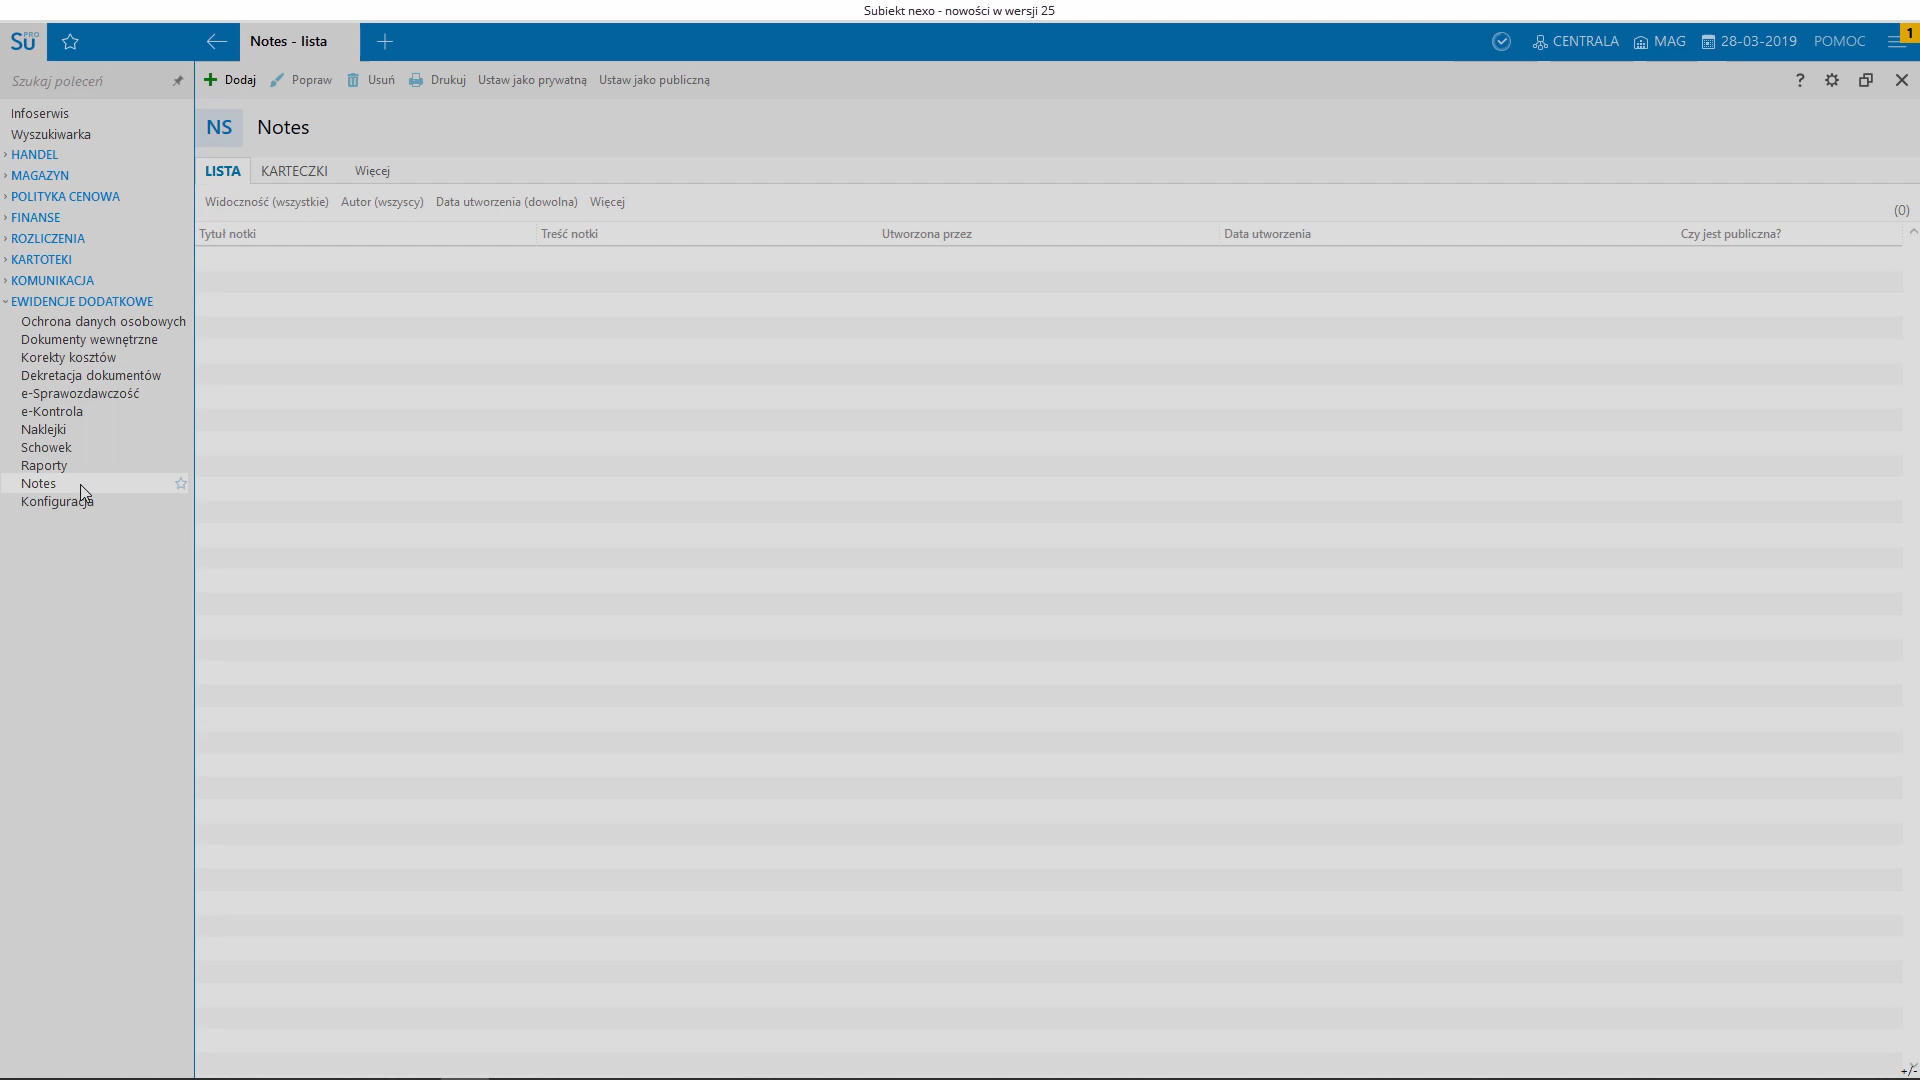 Subiekt nexo - nowości w wersji 25
Su PRO
Notes - lista
CENTRALA
MAG
28-03-2019
POMOC
1
Szukaj poleceń
Dodaj
Popraw
Usuń
Drukuj
Ustaw jako prywatną
Ustaw jako publiczną
?
Infoserwis
Wyszukiwarka
HANDEL
MAGAZYN
POLITYKA CENOWA
FINANSE
ROZLICZENIA
KARTOTEKI
KOMUNIKACJA
EWIDENCJE DODATKOWE
Ochrona danych osobowych
Dokumenty wewnętrzne
Korekty kosztów
Dekretacja dokumentów
e-Sprawozdawczość
e-Kontrola
Naklejki
Schowek
Raporty
Notes
Konfiguracja
NS
Notes
LISTA
KARTECZKI
Więcej
Widoczność (wszystkie)
Autor (wszyscy)
Data utworzenia (dowolna)
Więcej
(0)
Tytuł notki
Treść notki
Utworzona przez
Data utworzenia
Czy jest publiczna?
+/-